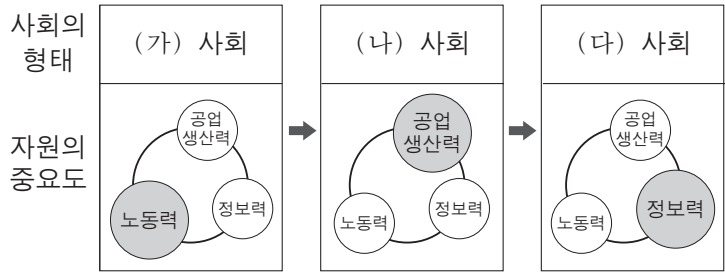 사회의
형태
(가) 사회
(나) 사회
(다) 사회
자원의
중요도
공업
생산력
노동력
정보력
공업
생산력
노동력
정보력
공업
생산력
노동력
정보력